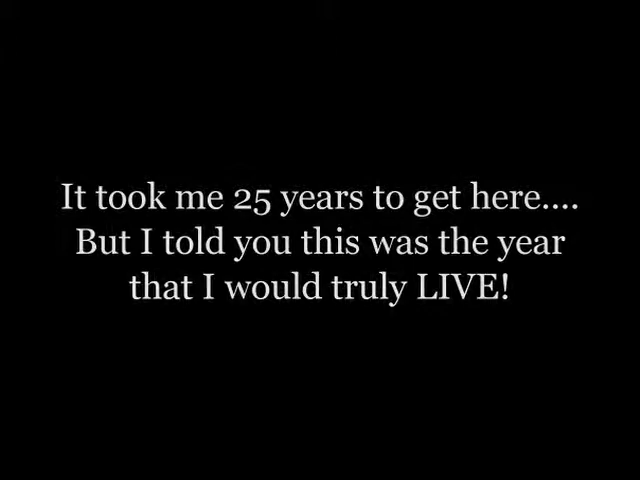 It took me 25 years to get here....
But I told you this was the year
that I would truly LIVE!